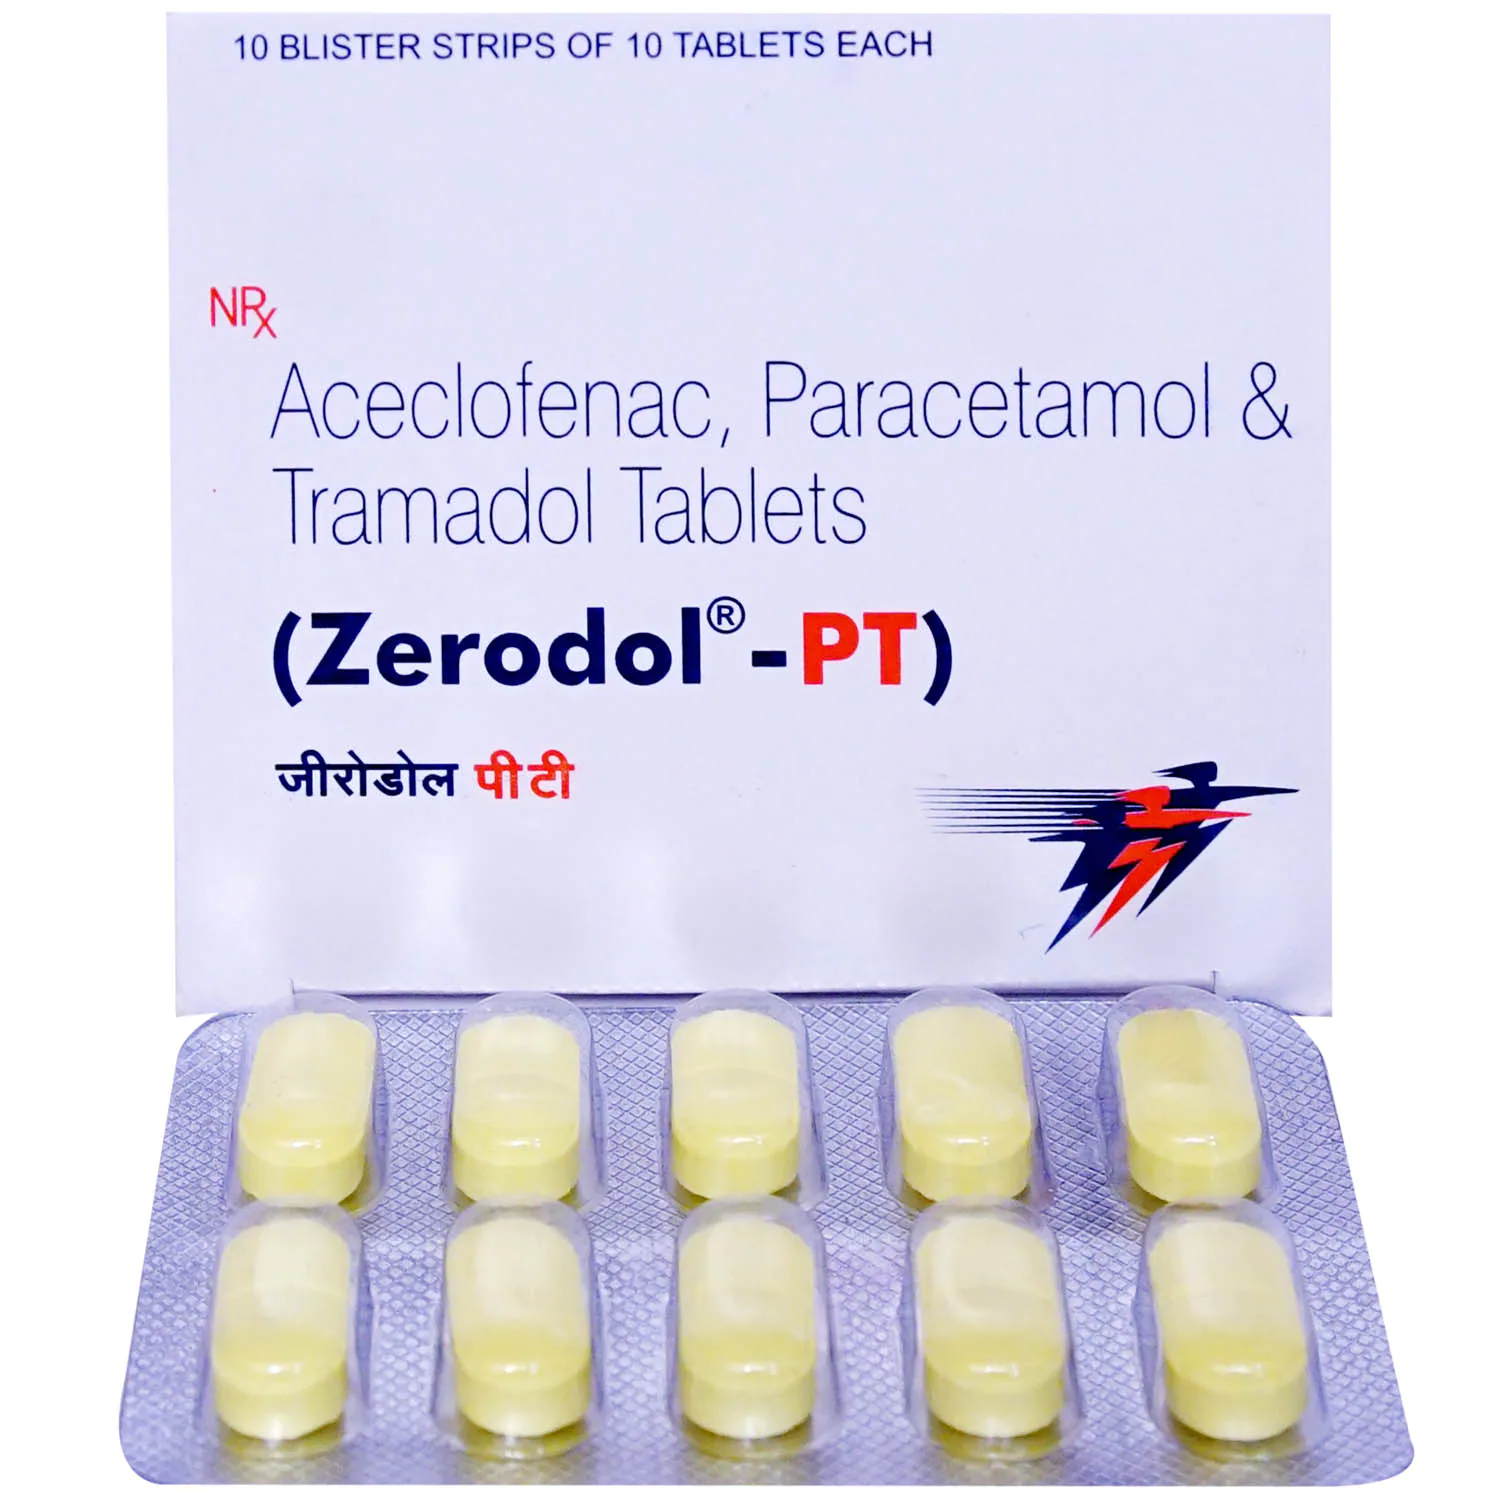 10 BLISTER STRIPS OF 10 TABLETS EACH
NRx
Aceclofenac, Paracetamol &
Tramadol Tablets
(Zerodol®-PT)
जीरोडोल पी टी